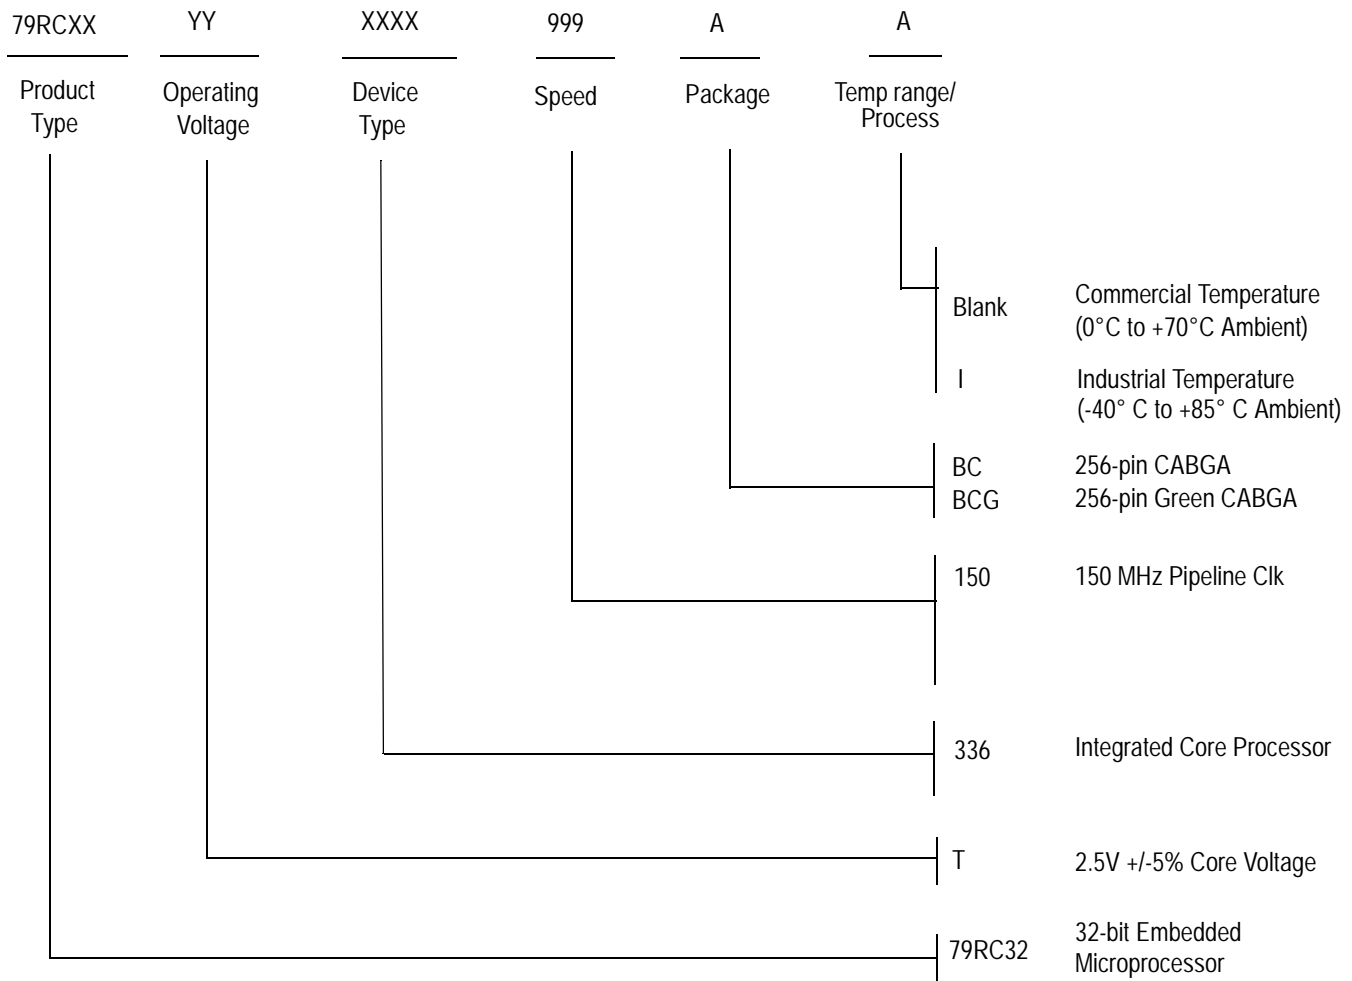 79RCXX YY XXXX 999 A A
Product Type
Operating Voltage
Device Type
Speed
Package
Temp range/
Process
Blank Commercial Temperature
(0°C to +70°C Ambient)
I Industrial Temperature
(-40° C to +85° C Ambient)
BC 256-pin CABGA
BCG 256-pin Green CABGA
150 150 MHz Pipeline Clk
336 Integrated Core Processor
T 2.5V +/-5% Core Voltage
79RC32 32-bit Embedded
Microprocessor